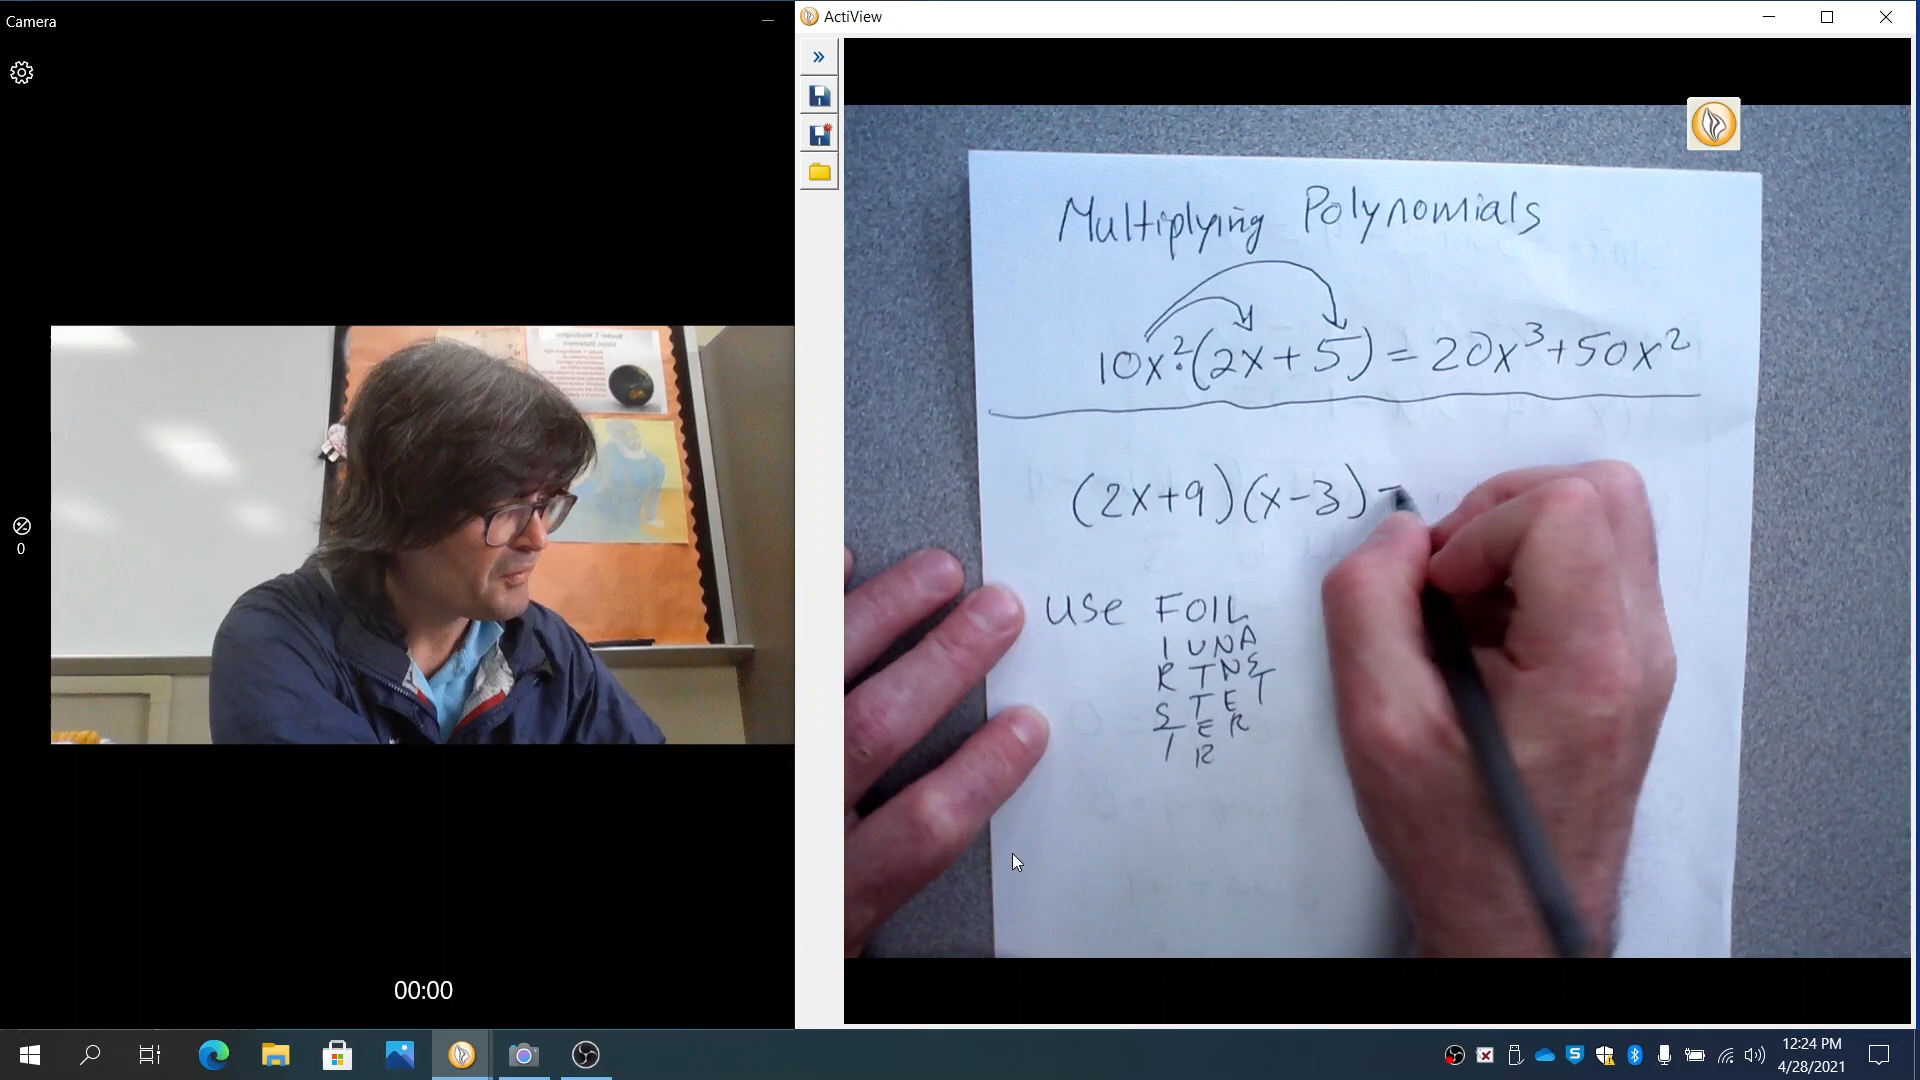 Camera
ActiView
0
00:00
Multiplying Polynomials
10x²·(2x+5) = 20x³+50x²
(2x+9)(x-3) =
Use FOIL
I U N A
R T N S
S T E T
T E R
R
12:24 PM
4/28/2021